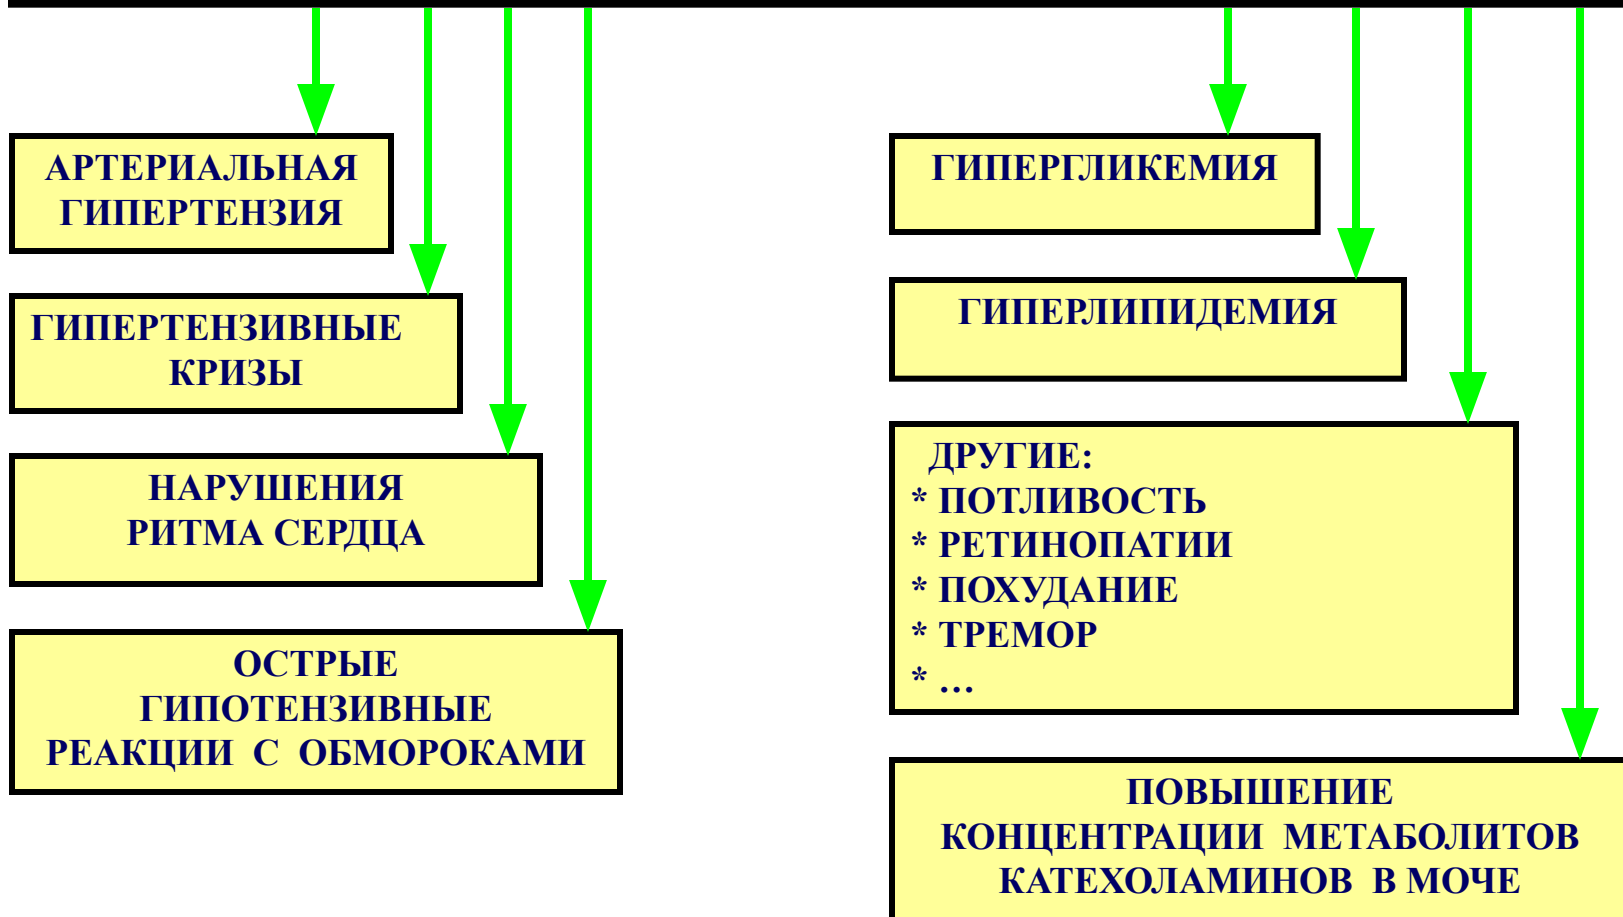 АРТЕРИАЛЬНАЯ
ГИПЕРТЕНЗИЯ
ГИПЕРТЕНЗИВНЫЕ
КРИЗЫ
НАРУШЕНИЯ
РИТМА СЕРДЦА
ОСТРЫЕ
ГИПОТЕНЗИВНЫЕ
РЕАКЦИИ С ОБМОРОКАМИ
ГИПЕРГЛИКЕМИЯ
ГИПЕРЛИПИДЕМИЯ
ДРУГИЕ:
* ПОТЛИВОСТЬ
* РЕТИНОПАТИИ
* ПОХУДАНИЕ
* ТРЕМОР
* …
ПОВЫШЕНИЕ
КОНЦЕНТРАЦИИ МЕТАБОЛИТОВ
КАТЕХОЛАМИНОВ В МОЧЕ